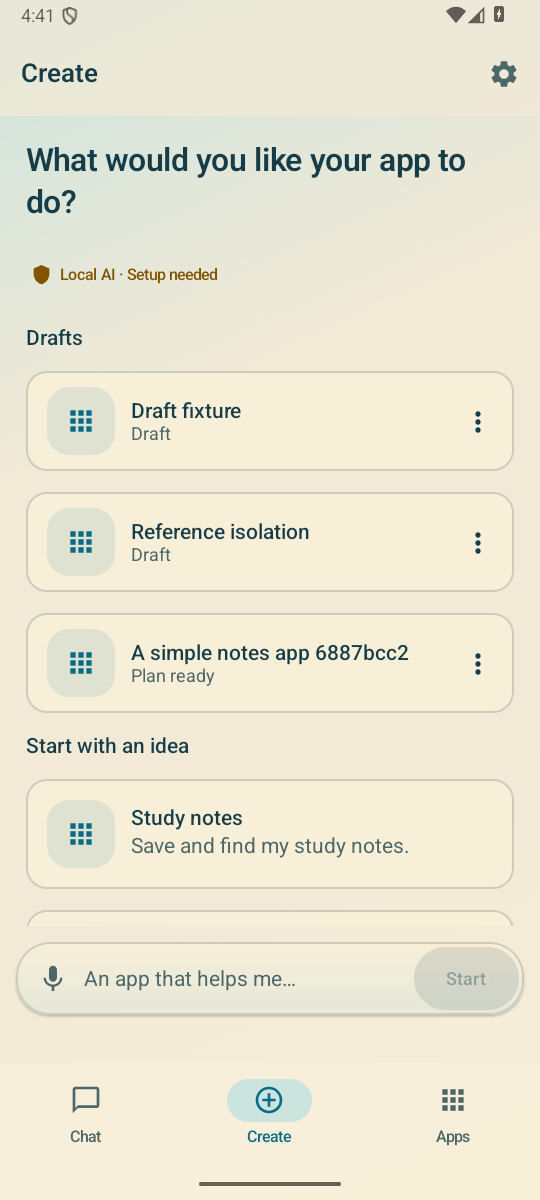 4:41
Create
What would you like your app to
do?
Local AI · Setup needed
Drafts
Draft fixture
Draft
Reference isolation
Draft
A simple notes app 6887bcc2
Plan ready
Start with an idea
Study notes
Save and find my study notes.
An app that helps me...
Start
Chat
Create
Apps